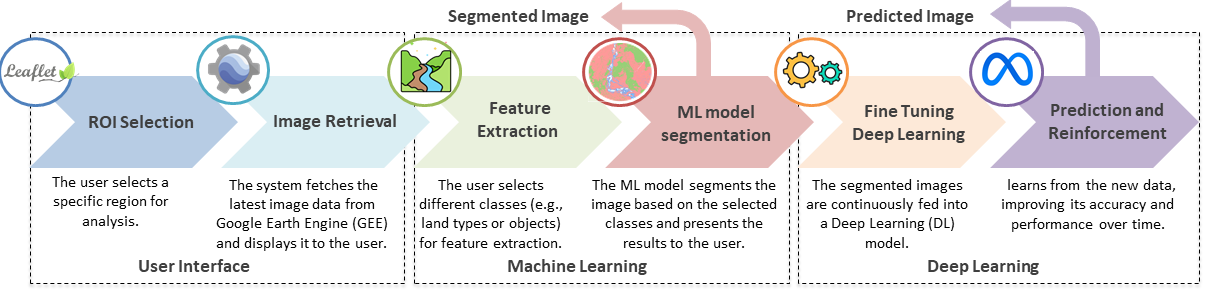 Segmented Image
Predicted Image
Leaflet
ROI Selection
Image Retrieval
Feature
Extraction
ML model
segmentation
Fine Tuning
Deep Learning
Prediction and
Reinforcement
The user selects a
specific region for
analysis.
The system fetches the
latest image data from
Google Earth Engine (GEE)
and displays it to the user.
The user selects
different classes (e.g.,
land types or objects)
for feature extraction.
The ML model segments the
image based on the selected
classes and presents the
results to the user.
The segmented images
are continuously fed into
a Deep Learning (DL)
model.
learns from the new data,
improving its accuracy and
performance over time.
User Interface
Machine Learning
Deep Learning